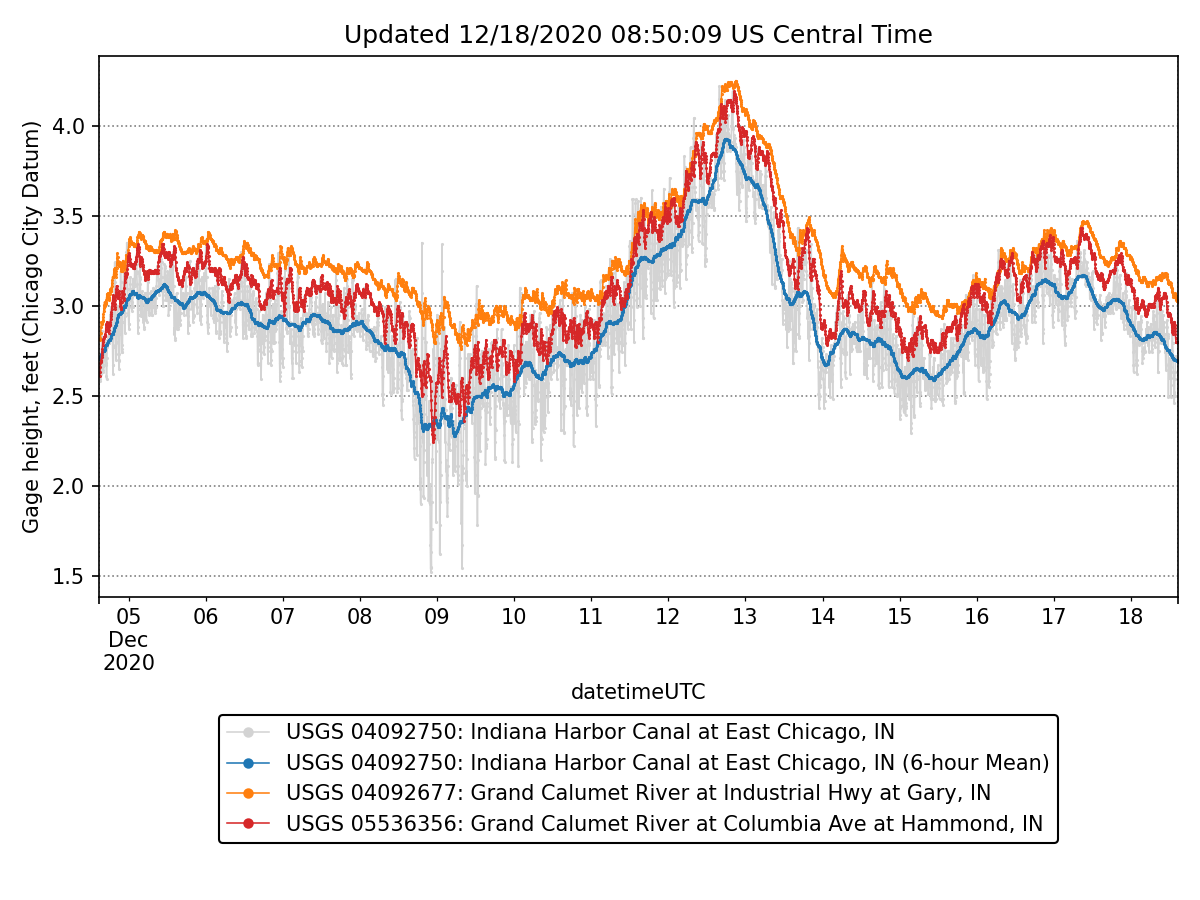 Updated 12/18/2020 08:50:09 US Central Time
Gage height, feet (Chicago City Datum)
4.0
3.5
3.0
2.5
2.0
1.5
05 06 07 08 09 10 11 12 13 14 15 16 17 18
Dec
2020
datetimeUTC
USGS 04092750: Indiana Harbor Canal at East Chicago, IN
USGS 04092750: Indiana Harbor Canal at East Chicago, IN (6-hour Mean)
USGS 04092677: Grand Calumet River at Industrial Hwy at Gary, IN
USGS 05536356: Grand Calumet River at Columbia Ave at Hammond, IN